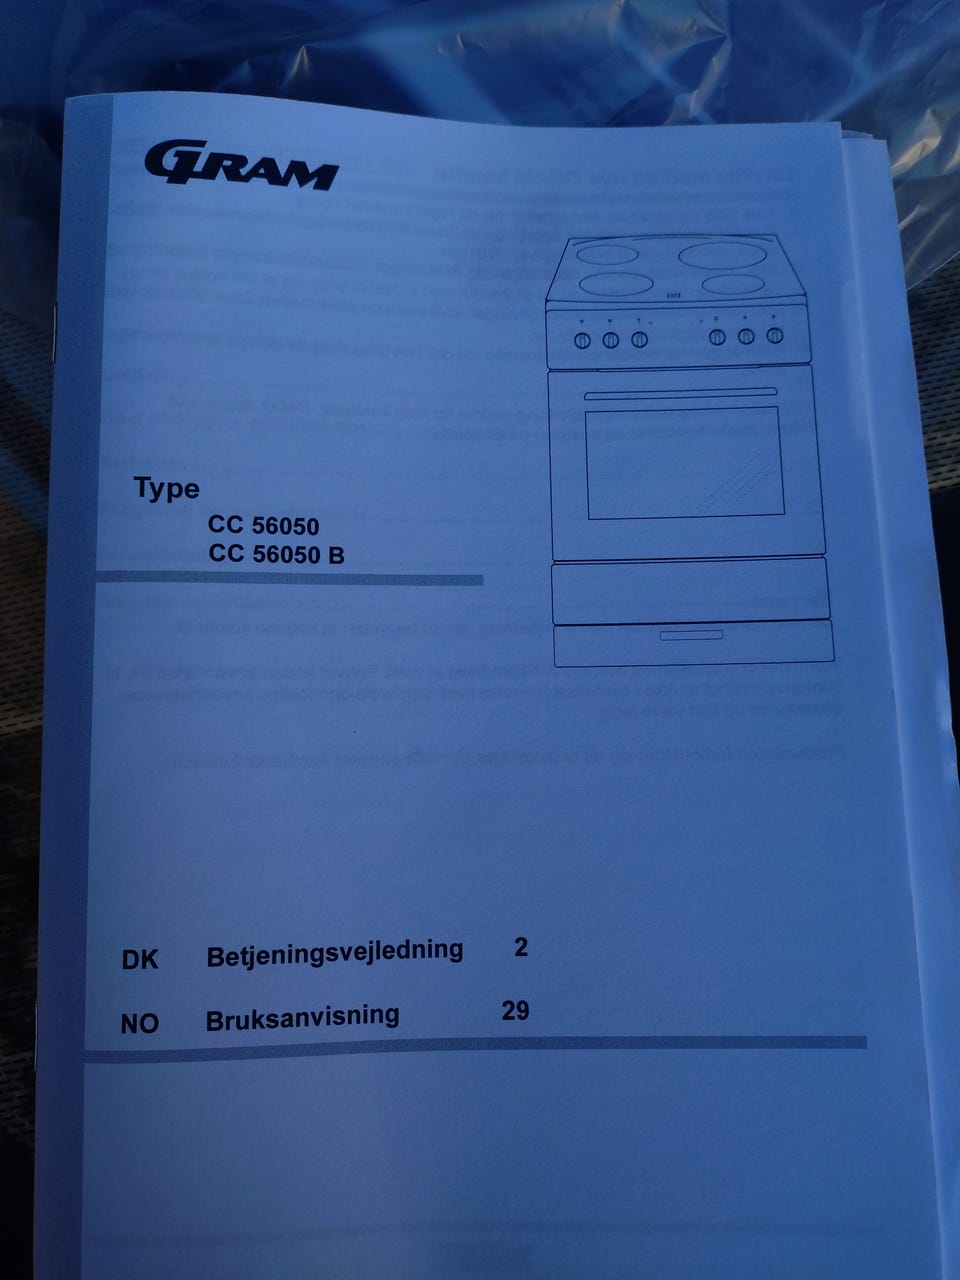 GRAM
Type
CC 56050
CC 56050 B
DK Betjeningsvejledning 2
NO Bruksanvisning 29